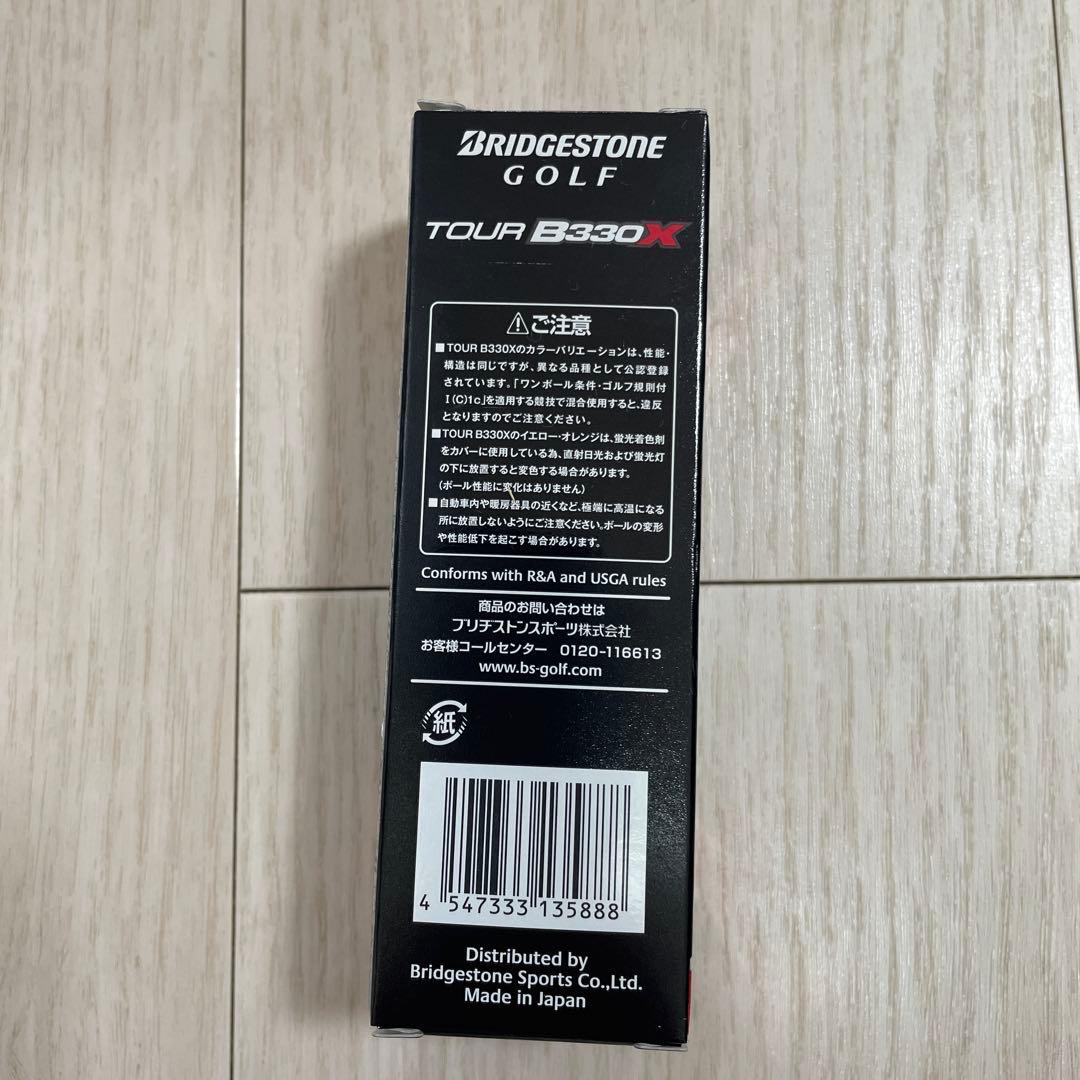 BRIDGESTONE
GOLF
TOUR B330X
⚠ご注意
■TOUR B330Xのカラーバリエーションは、性能・
構造は同じですが、異なる品種として公認登録
されています。「ワンボール条件・ゴルフ規則付
I(C)1c」を適用する競技で混合使用すると、違反
となりますのでご注意ください。
■TOUR B330Xのイエロー・オレンジは、蛍光着色剤
をカバーに使用している為、直射日光および蛍光灯
の下に放置すると変色する場合があります。
(ボール性能に変化はありません)
■自動車内や暖房器具の近くなど、極端に高温になる
所に放置しないようにご注意ください。ボールの変形
や性能低下を起こす場合があります。
Conforms with R&A and USGA rules
商品のお問い合わせは
ブリヂストンスポーツ株式会社
お客様コールセンター 0120-116613
www.bs-golf.com
紙
4 547333 135888
Distributed by
Bridgestone Sports Co.,Ltd.
Made in Japan